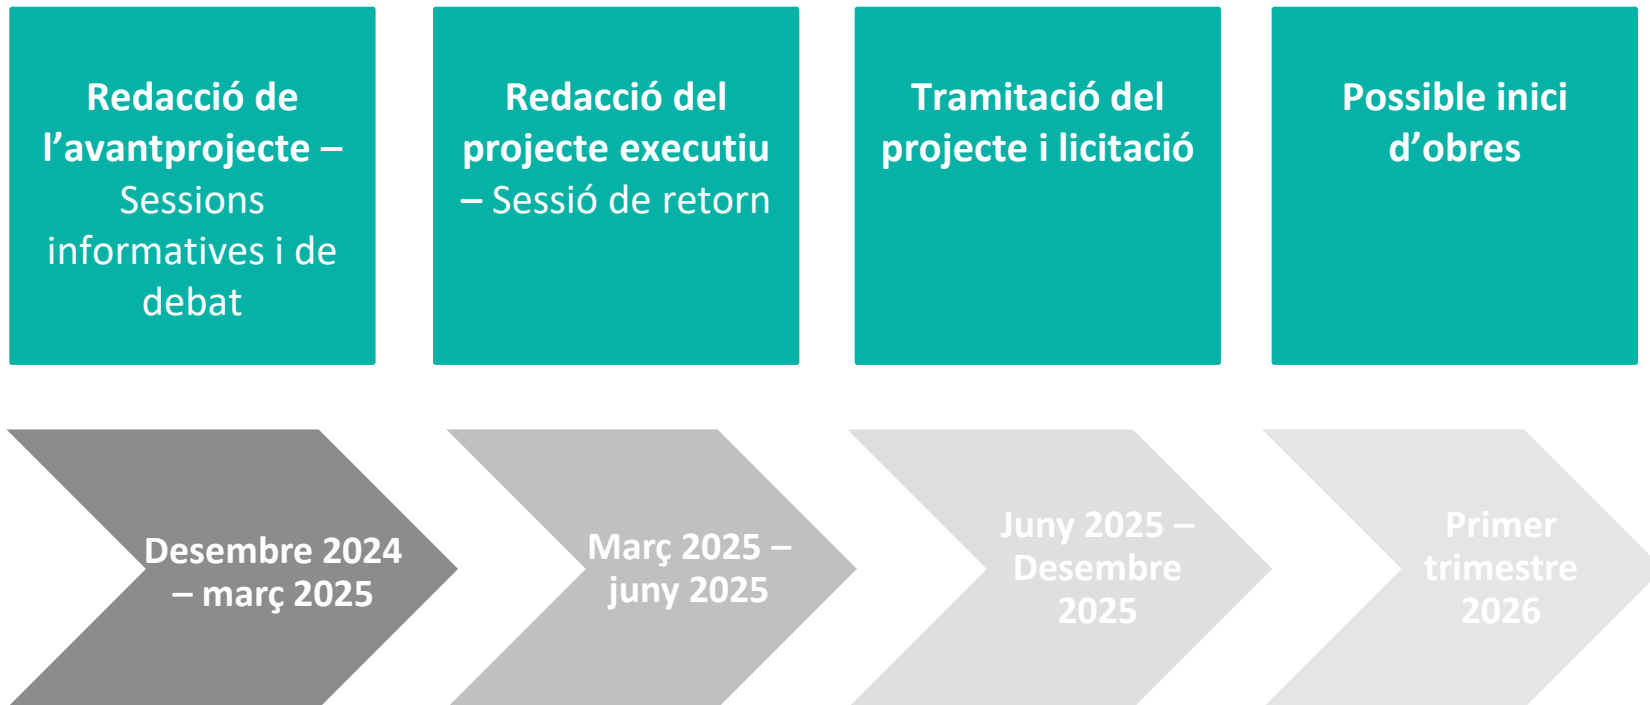 Redacció de
l’avantprojecte –
Sessions
informatives i de
debat
Redacció del
projecte executiu
– Sessió de retorn
Tramitació del
projecte i licitació
Possible inici
d’obres
Desembre 2024
– març 2025
Març 2025 –
juny 2025
Juny 2025 –
Desembre
2025
Primer
trimestre
2026